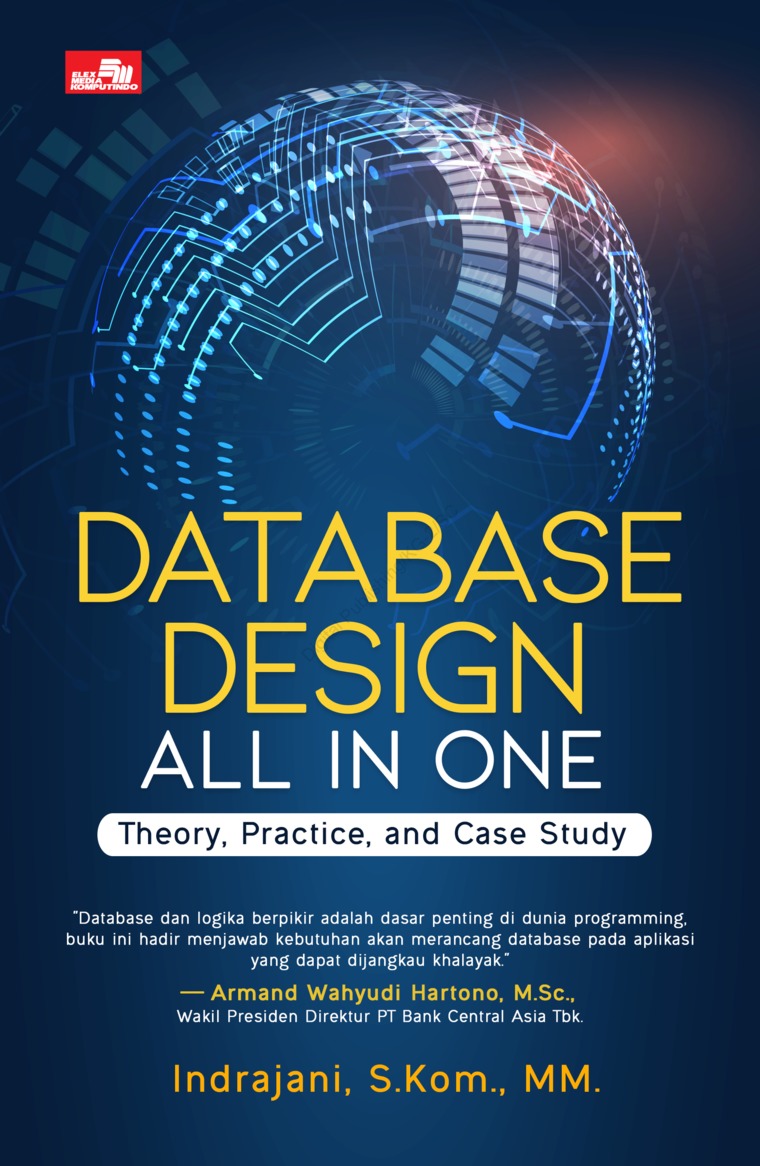 ELEX
MEDIA
KOMPUTINDO
DATABASE
DESIGN
ALL IN ONE
Theory, Practice, and Case Study
"Database dan logika berpikir adalah dasar penting di dunia programming,
buku ini hadir menjawab kebutuhan akan merancang database pada aplikasi
yang dapat dijangkau khalayak."
— Armand Wahyudi Hartono, M.Sc.,
Wakil Presiden Direktur PT Bank Central Asia Tbk.
Indrajani, S.Kom., MM.